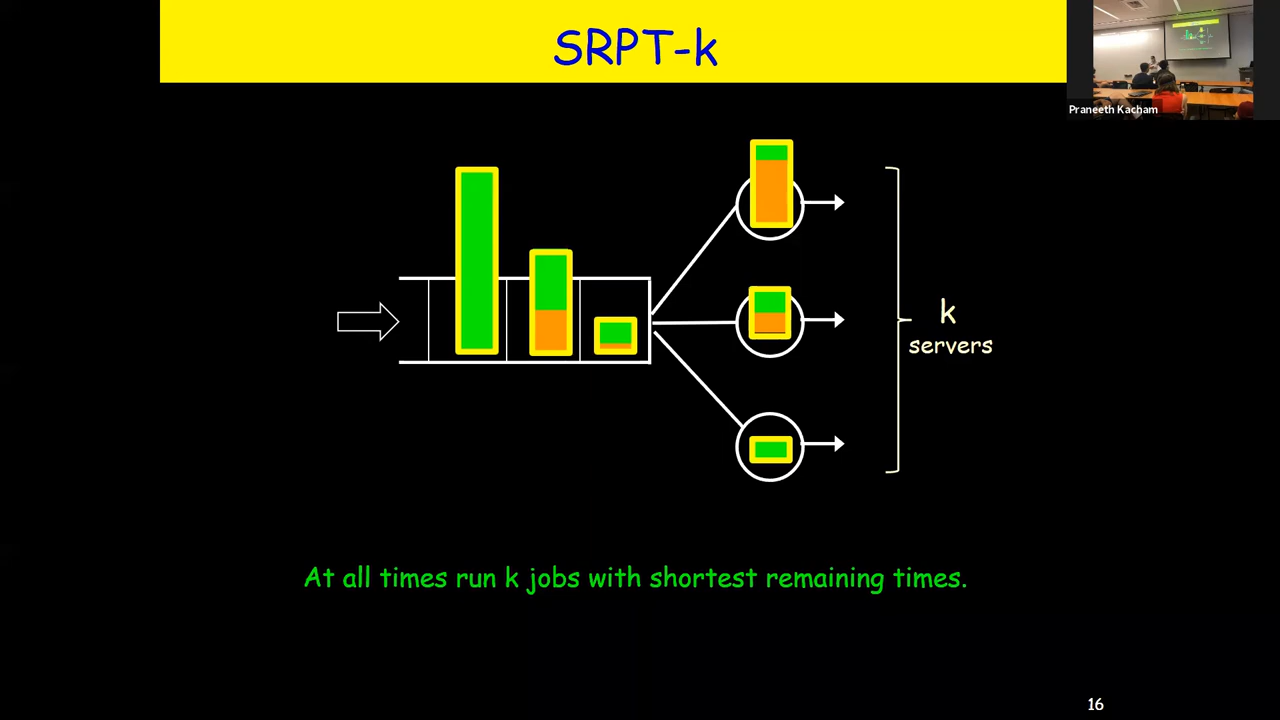 SRPT-k
Praneeth Kacham
k
servers
At all times run k jobs with shortest remaining times.
16